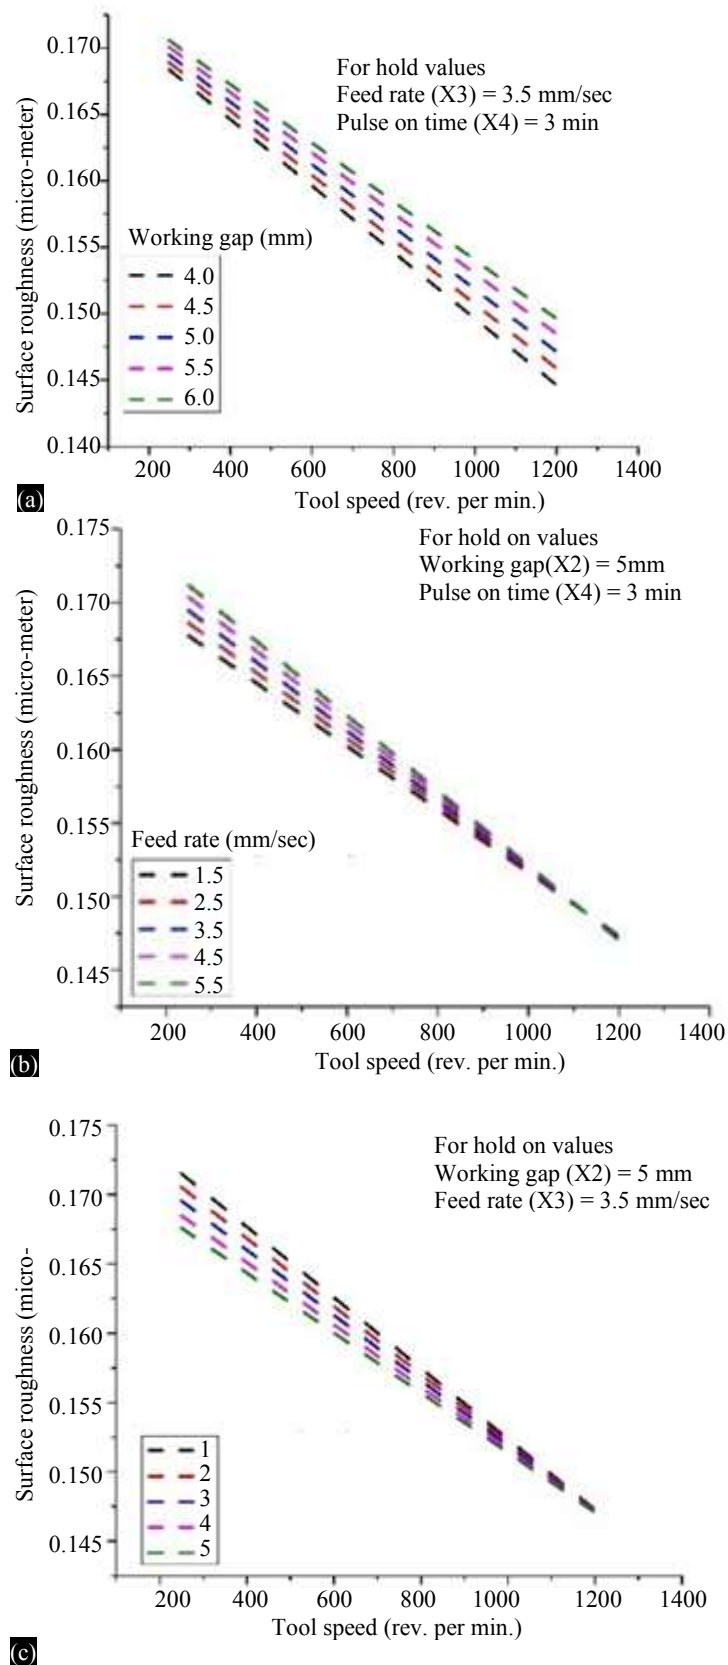 0.170
0.165
0.160
0.155
0.150
0.145
0.140
Surface roughness (micro-meter)
For hold values
Feed rate (X3) = 3.5 mm/sec
Pulse on time (X4) = 3 min
Working gap (mm)
4.0
4.5
5.0
5.5
6.0
200 400 600 800 1000 1200 1400
Tool speed (rev. per min.)
(a)
0.175
0.170
0.165
0.160
0.155
0.150
0.145
Surface roughness (micro-meter)
For hold on values
Working gap(X2) = 5mm
Pulse on time (X4) = 3 min
Feed rate (mm/sec)
1.5
2.5
3.5
4.5
5.5
200 400 600 800 1000 1200 1400
Tool speed (rev. per min.)
(b)
0.175
0.170
0.165
0.160
0.155
0.150
0.145
Surface roughness (micro-
For hold on values
Working gap (X2) = 5 mm
Feed rate (X3) = 3.5 mm/sec
1
2
3
4
5
200 400 600 800 1000 1200 1400
Tool speed (rev. per min.)
(c)